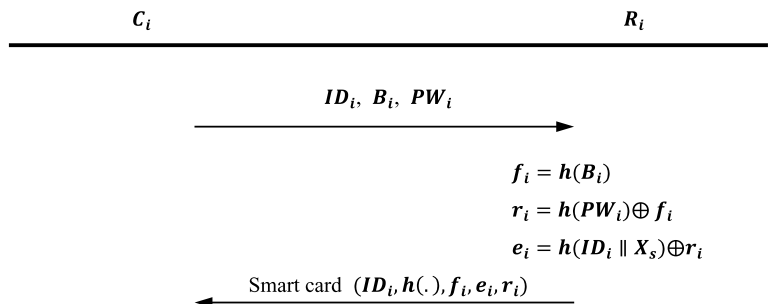 C_i R_i
ID_i, B_i, PW_i
f_i = h(B_i)
r_i = h(PW_i)⊕ f_i
e_i = h(ID_i ∥ X_s)⊕r_i
Smart card (ID_i, h(.), f_i, e_i, r_i)